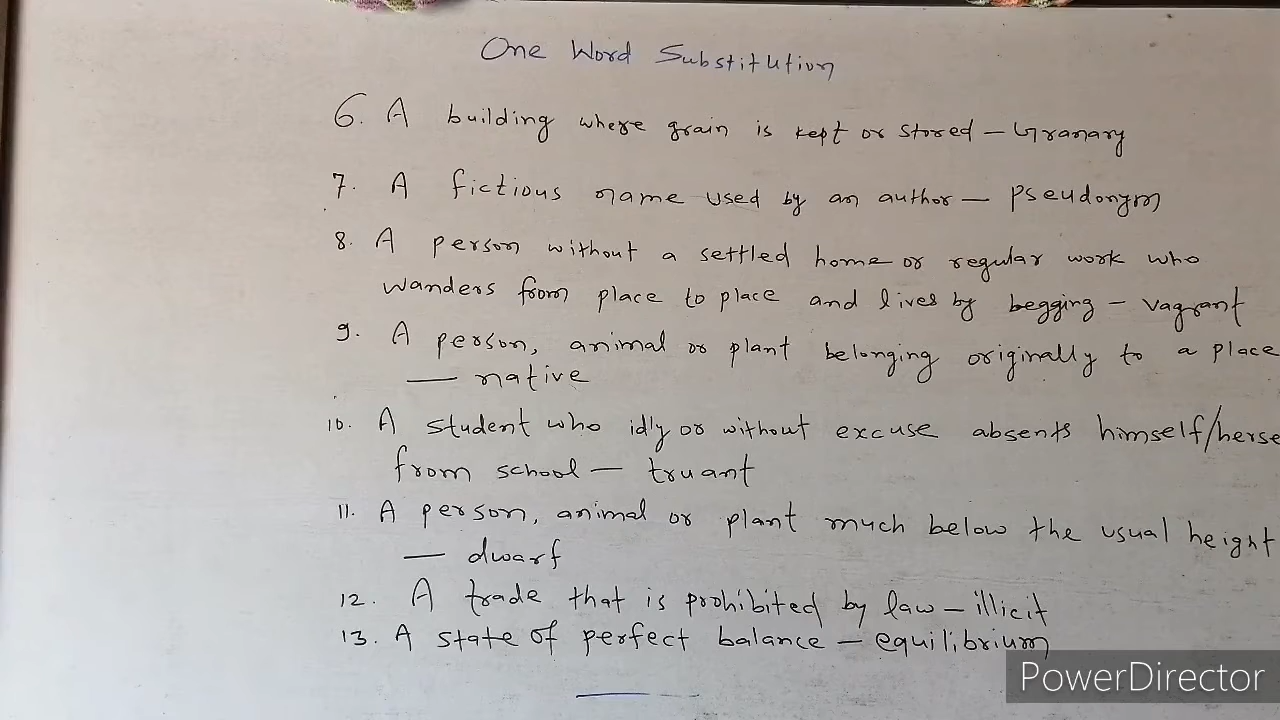 One Word Substitution
6. A building where grain is kept or stored — Granary
7. A fictious name used by an author — Pseudonym
8. A person without a settled home or regular work who
wanders from place to place and lives by begging — vagrant
9. A person, animal or plant belonging originally to a place
— native
10. A student who idly or without excuse absents himself/herse
from school — truant
11. A person, animal or plant much below the usual height
— dwarf
12. A trade that is prohibited by law — illicit
13. A state of perfect balance — equilibrium
PowerDirector